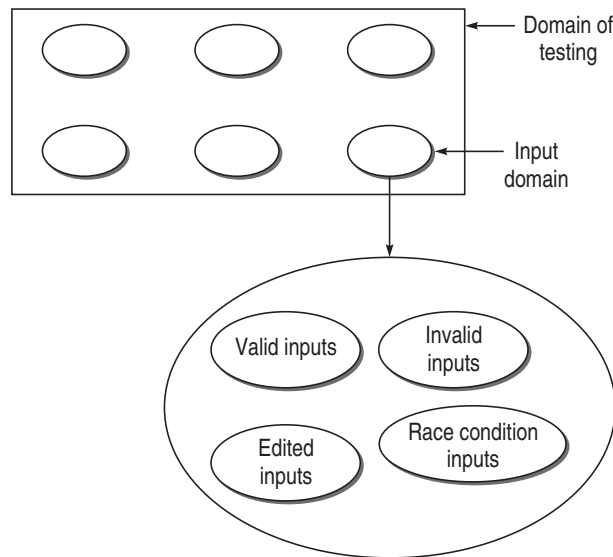 Domain of
testing
Input
domain
Valid inputs
Invalid
inputs
Edited
inputs
Race condition
inputs